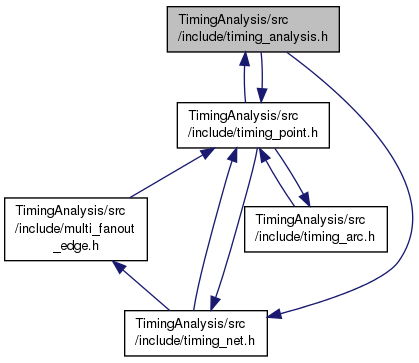 TimingAnalysis/src
/include/timing_analysis.h
TimingAnalysis/src
/include/timing_point.h
TimingAnalysis/src
/include/multi_fanout
_edge.h
TimingAnalysis/src
/include/timing_arc.h
TimingAnalysis/src
/include/timing_net.h